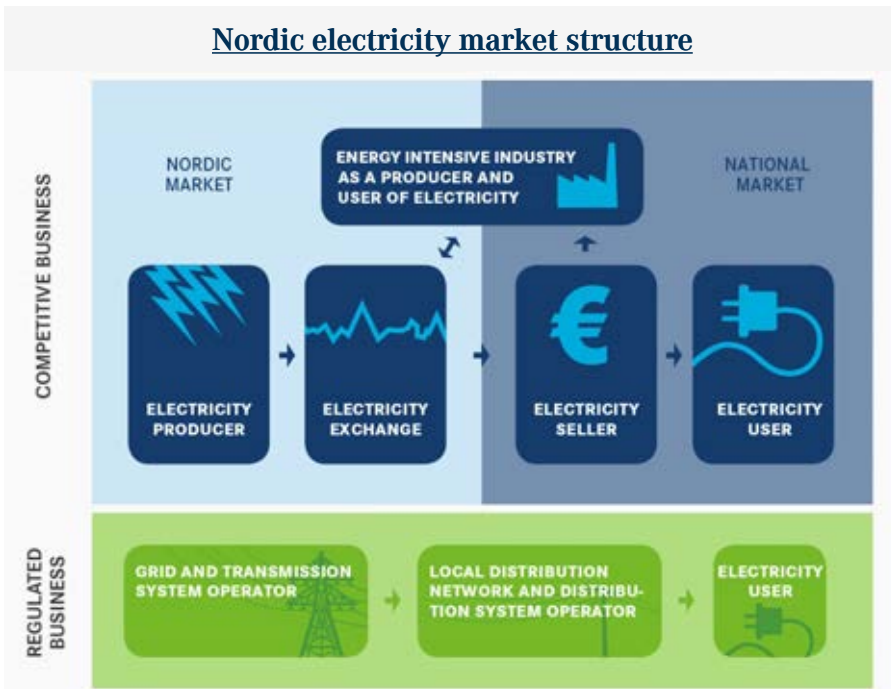 Nordic electricity market structure
COMPETITIVE BUSINESS
NORDIC
MARKET
ENERGY INTENSIVE INDUSTRY
AS A PRODUCER AND
USER OF ELECTRICITY
NATIONAL
MARKET
ELECTRICITY
PRODUCER
ELECTRICITY
EXCHANGE
ELECTRICITY
SELLER
ELECTRICITY
USER
REGULATED
BUSINESS
GRID AND TRANSMISSION
SYSTEM OPERATOR
LOCAL DISTRIBUTION
NETWORK AND DISTRIBU-
TION SYSTEM OPERATOR
ELECTRICITY
USER